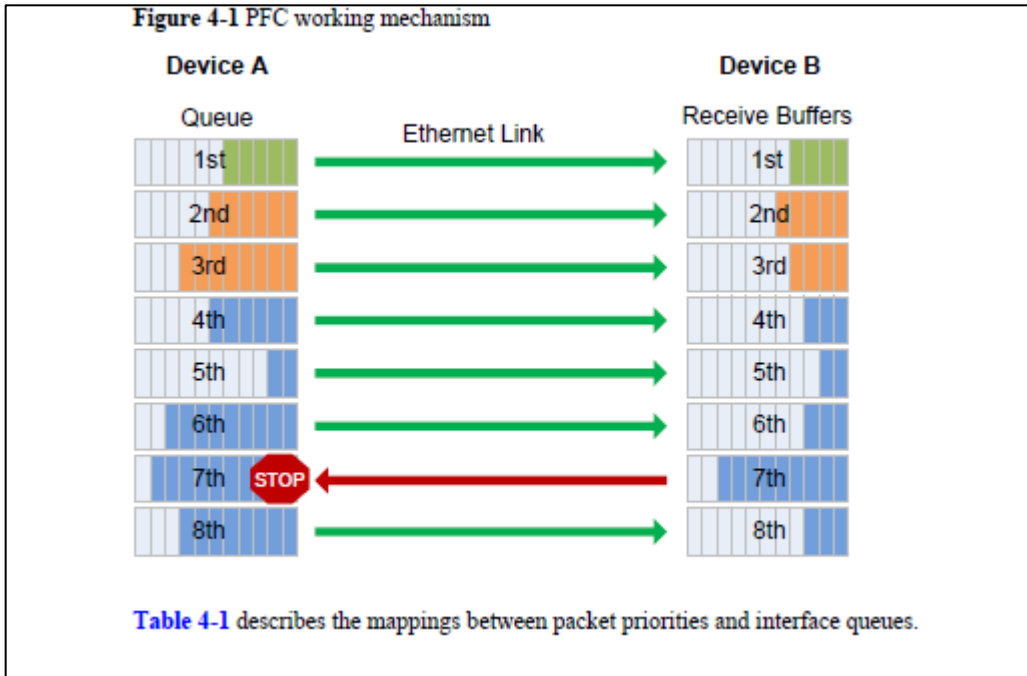 Figure 4-1 PFC working mechanism
Device A Device B
Queue Ethernet Link Receive Buffers
1st 1st
2nd 2nd
3rd 3rd
4th 4th
5th 5th
6th 6th
7th STOP 7th
8th 8th
Table 4-1 describes the mappings between packet priorities and interface queues.